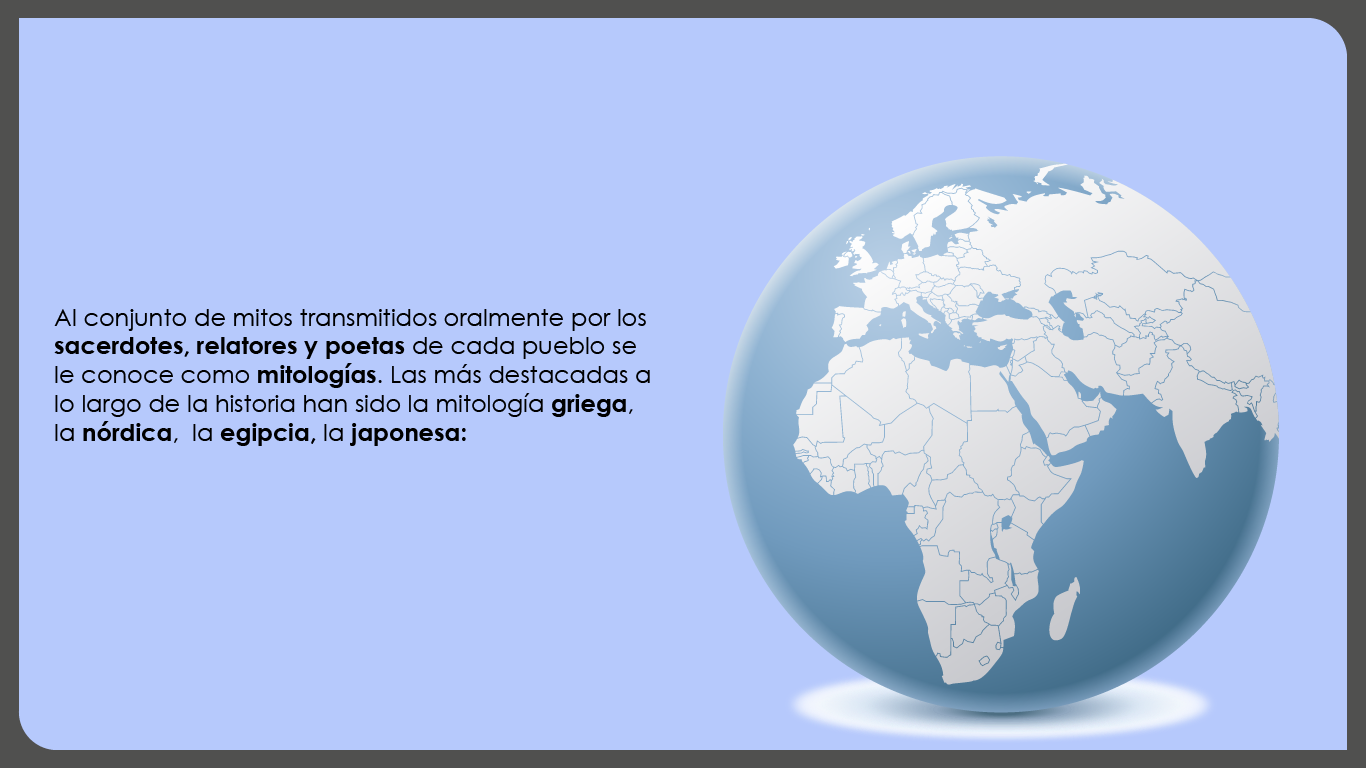 Al conjunto de mitos transmitidos oralmente por los
sacerdotes, relatores y poetas de cada pueblo se
le conoce como mitologías. Las más destacadas a
lo largo de la historia han sido la mitología griega,
la nórdica,  la egipcia, la japonesa: